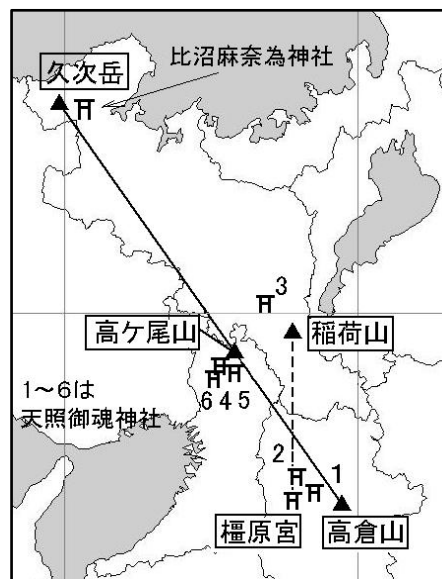 久次岳
比沼麻奈為神社
3
高ケ尾山
稲荷山
1～6は
天照御魂神社
6 4 5
2
1
橿原宮
高倉山